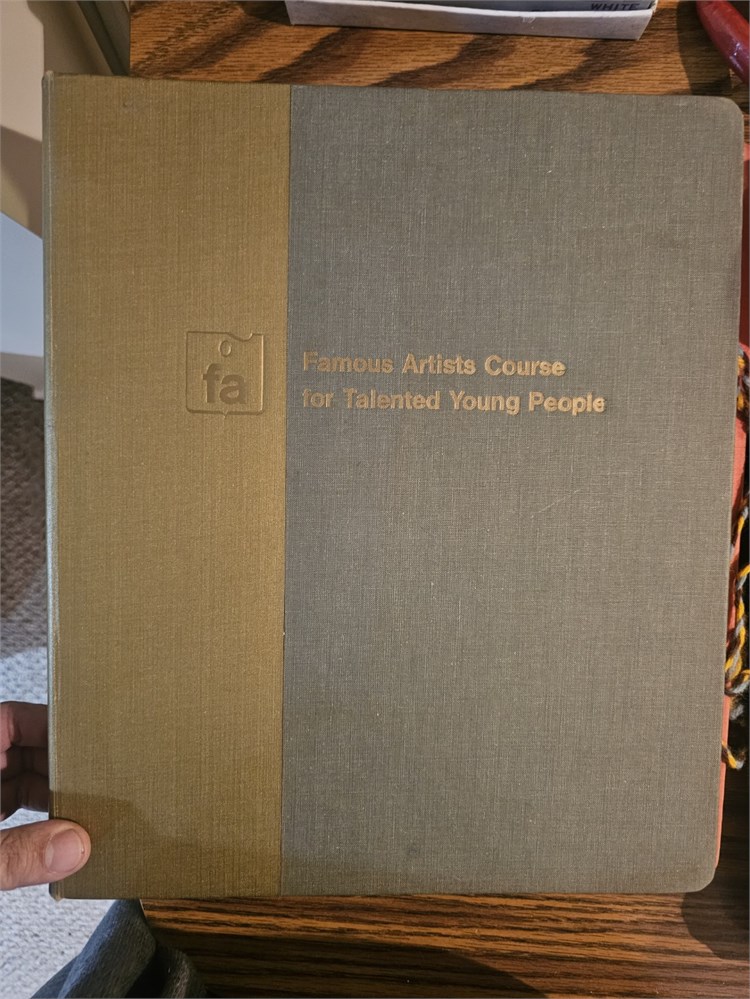 WHITE
fa
Famous Artists Course
for Talented Young People